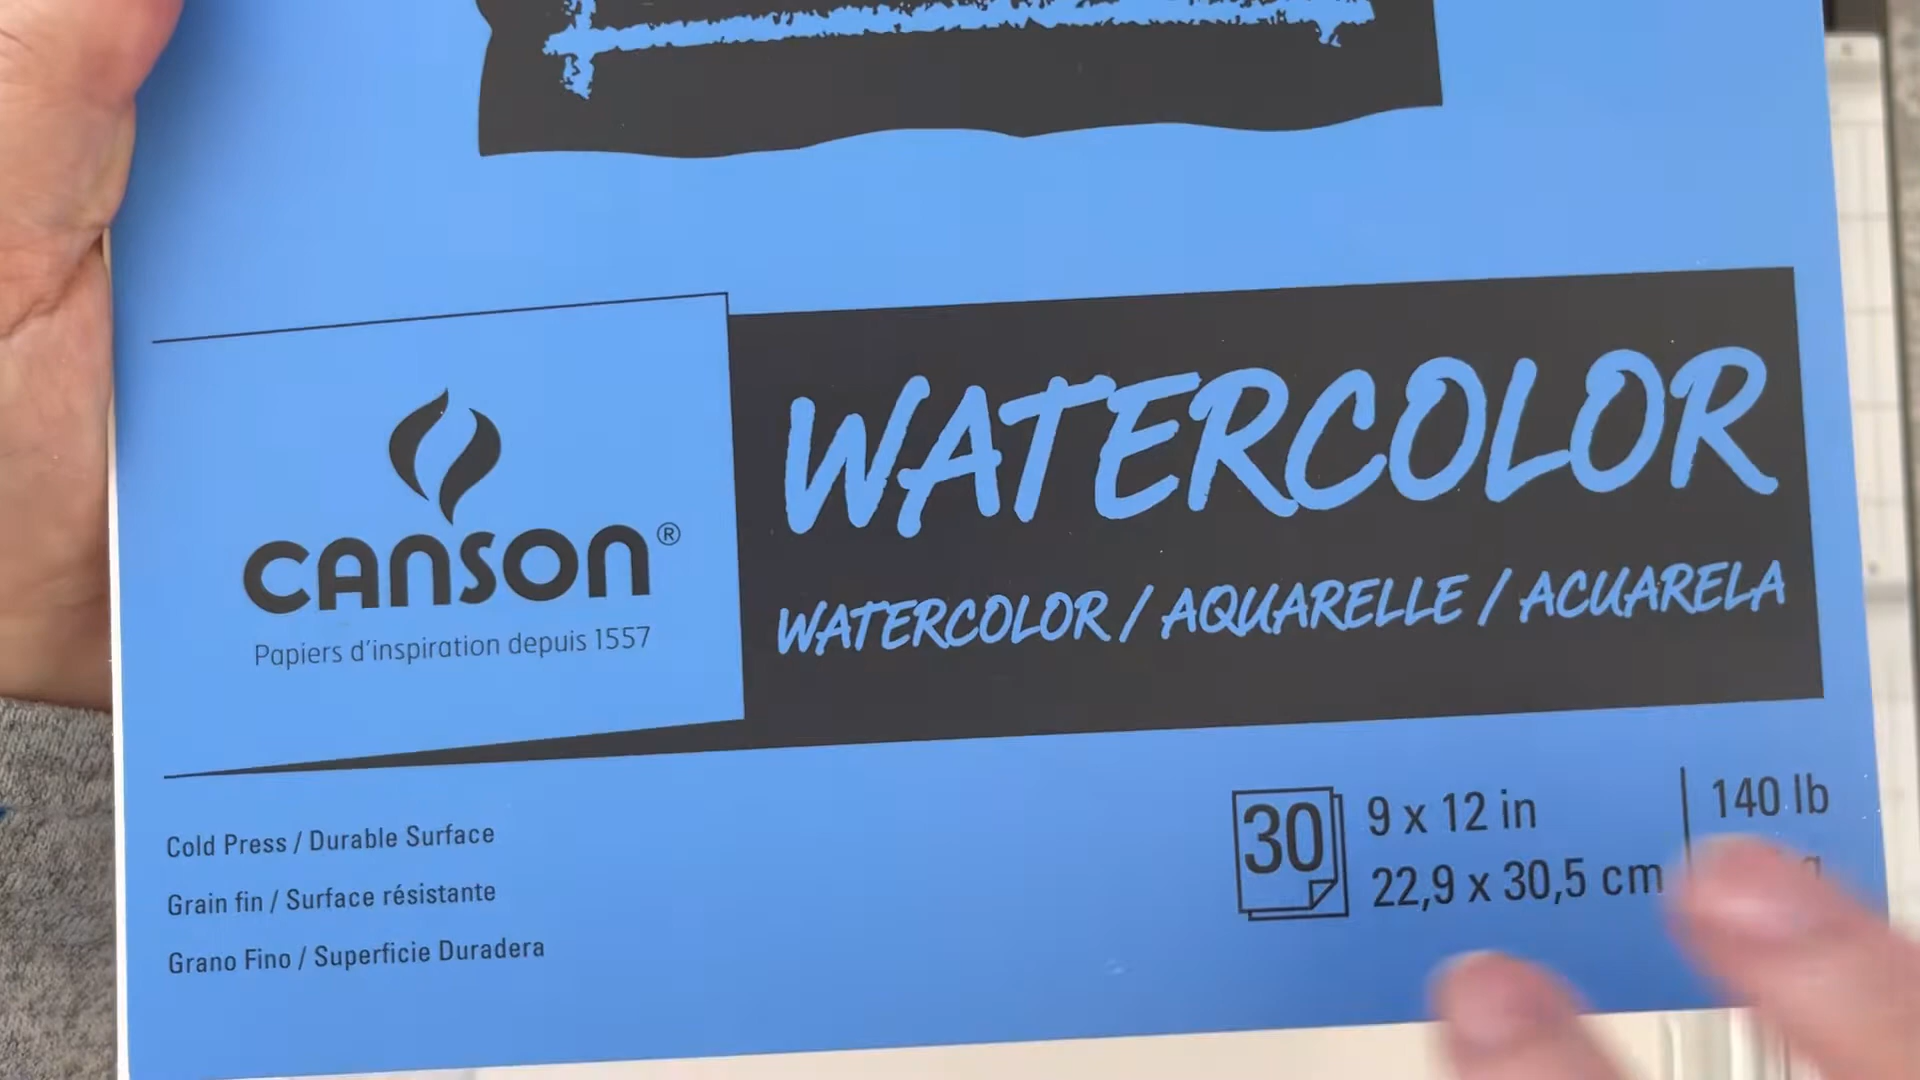 CANSON®
Papiers d'inspiration depuis 1557
WATERCOLOR
WATERCOLOR / AQUARELLE / ACUARELA
Cold Press / Durable Surface
Grain fin / Surface résistante
Grano Fino / Superficie Duradera
30
9 x 12 in
22,9 x 30,5 cm
140 lb